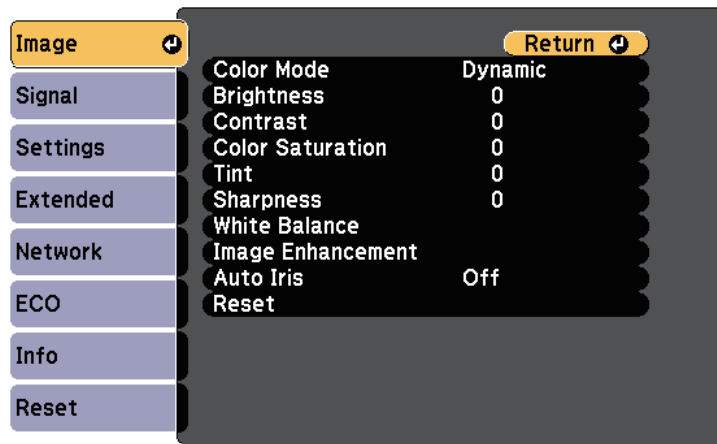 Image
Signal
Settings
Extended
Network
ECO
Info
Reset
Return
Color Mode Dynamic
Brightness 0
Contrast 0
Color Saturation 0
Tint 0
Sharpness 0
White Balance
Image Enhancement
Auto Iris Off
Reset